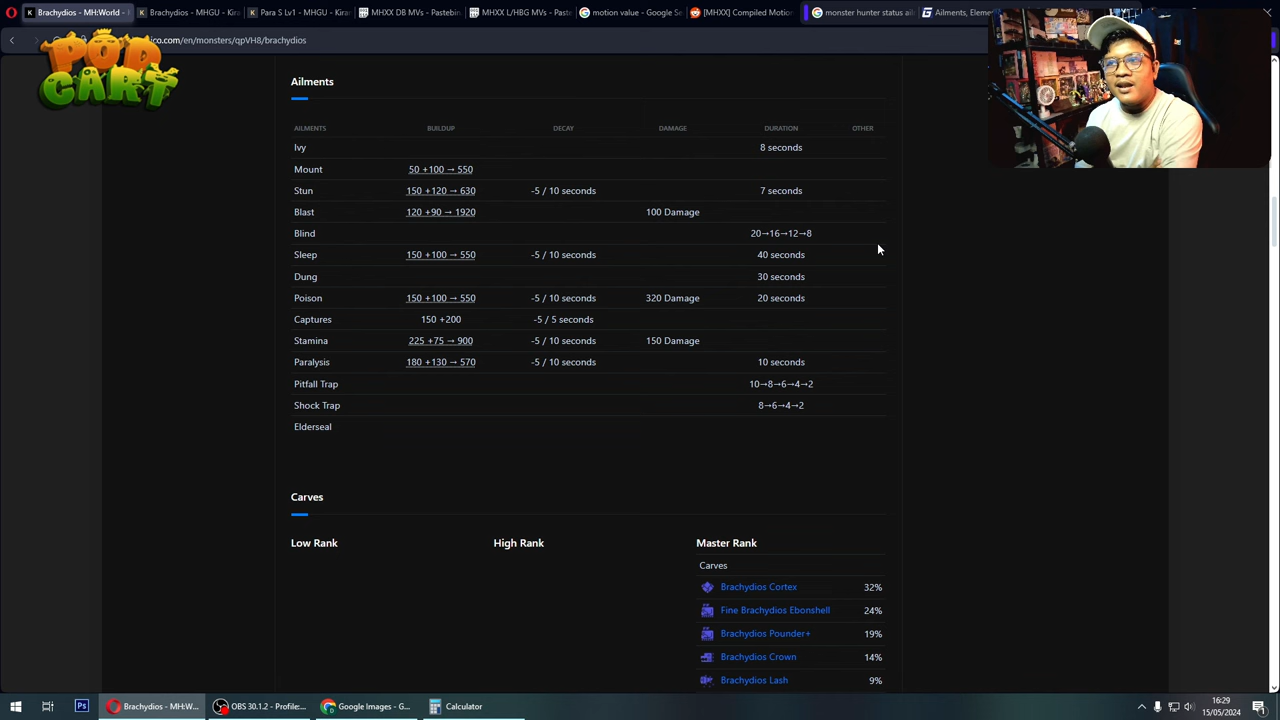 Brachydios - MH:World
Brachydios - MHGU - Kira
Para S Lv1 - MHGU - Kira
MHXX DB MVs - Pastebin.
MHXX L/HBG MVs - Paste
motion value - Google Se
[MHXX] Compiled Motion
monster hunter status ail
Ailments, Elem
ico.com/en/monsters/qpVH8/brachydios
POD
CART
Ailments
AILMENTS BUILDUP DECAY DAMAGE DURATION OTHER
Ivy 8 seconds
Mount 50 +100 → 550
Stun 150 +120 → 630 -5 / 10 seconds 7 seconds
Blast 120 +90 → 1920 100 Damage
Blind 20→16→12→8
Sleep 150 +100 → 550 -5 / 10 seconds 40 seconds
Dung 30 seconds
Poison 150 +100 → 550 -5 / 10 seconds 320 Damage 20 seconds
Captures 150 +200 -5 / 5 seconds
Stamina 225 +75 → 900 -5 / 10 seconds 150 Damage
Paralysis 180 +130 → 570 -5 / 10 seconds 10 seconds
Pitfall Trap 10→8→6→4→2
Shock Trap 8→6→4→2
Elderseal
Carves
Low Rank High Rank Master Rank
Carves
Brachydios Cortex 32%
Fine Brachydios Ebonshell 24%
Brachydios Pounder+ 19%
Brachydios Crown 14%
Brachydios Lash 9%
Ps Brachydios - MH:W... OBS 30.1.2 - Profile:... Google Images - G... Calculator
16:29
15/05/2024